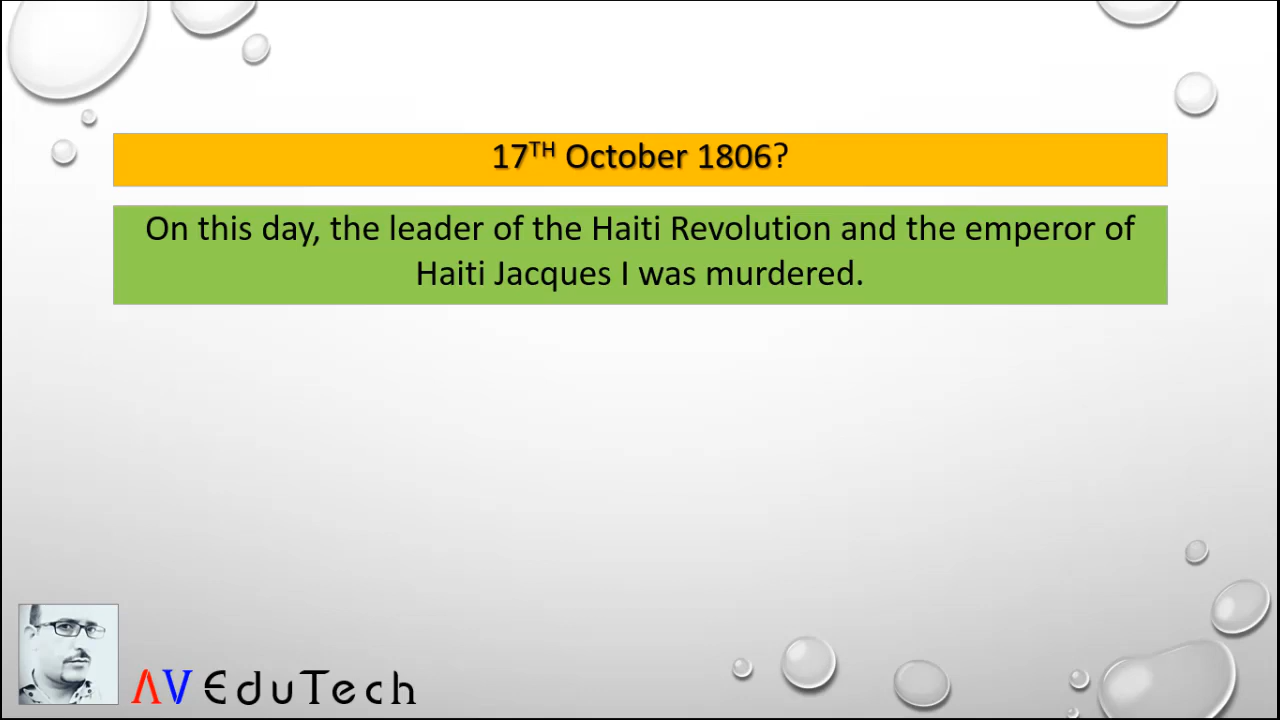 17TH October 1806?
On this day, the leader of the Haiti Revolution and the emperor of
Haiti Jacques I was murdered.
AV EduTech